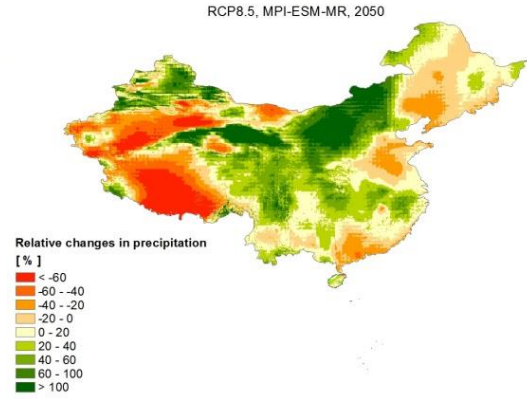 RCP8.5, MPI-ESM-MR, 2050
Relative changes in precipitation
[ % ]
< -60
-60 - -40
-40 - -20
-20 - 0
0 - 20
20 - 40
40 - 60
60 - 100
> 100